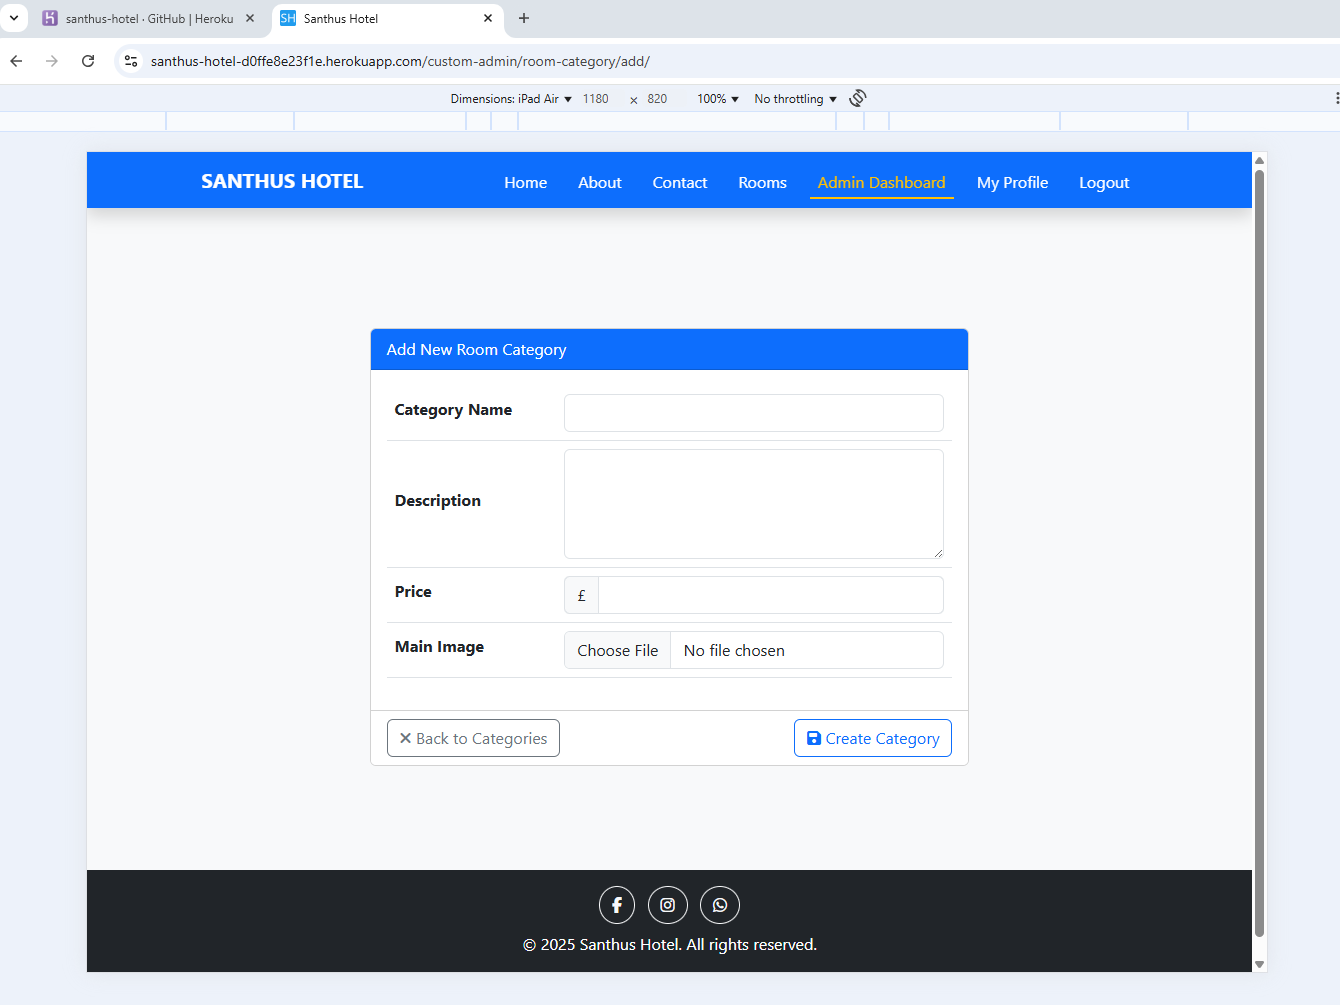 santhus-hotel · GitHub | Heroku
SH Santhus Hotel
santhus-hotel-d0ffe8e23f1e.herokuapp.com/custom-admin/room-category/add/
Dimensions: iPad Air 1180 × 820 100% No throttling
SANTHUS HOTEL Home About Contact Rooms Admin Dashboard My Profile Logout
Add New Room Category
Category Name
Description
Price £
Main Image Choose File No file chosen
Back to Categories Create Category
© 2025 Santhus Hotel. All rights reserved.